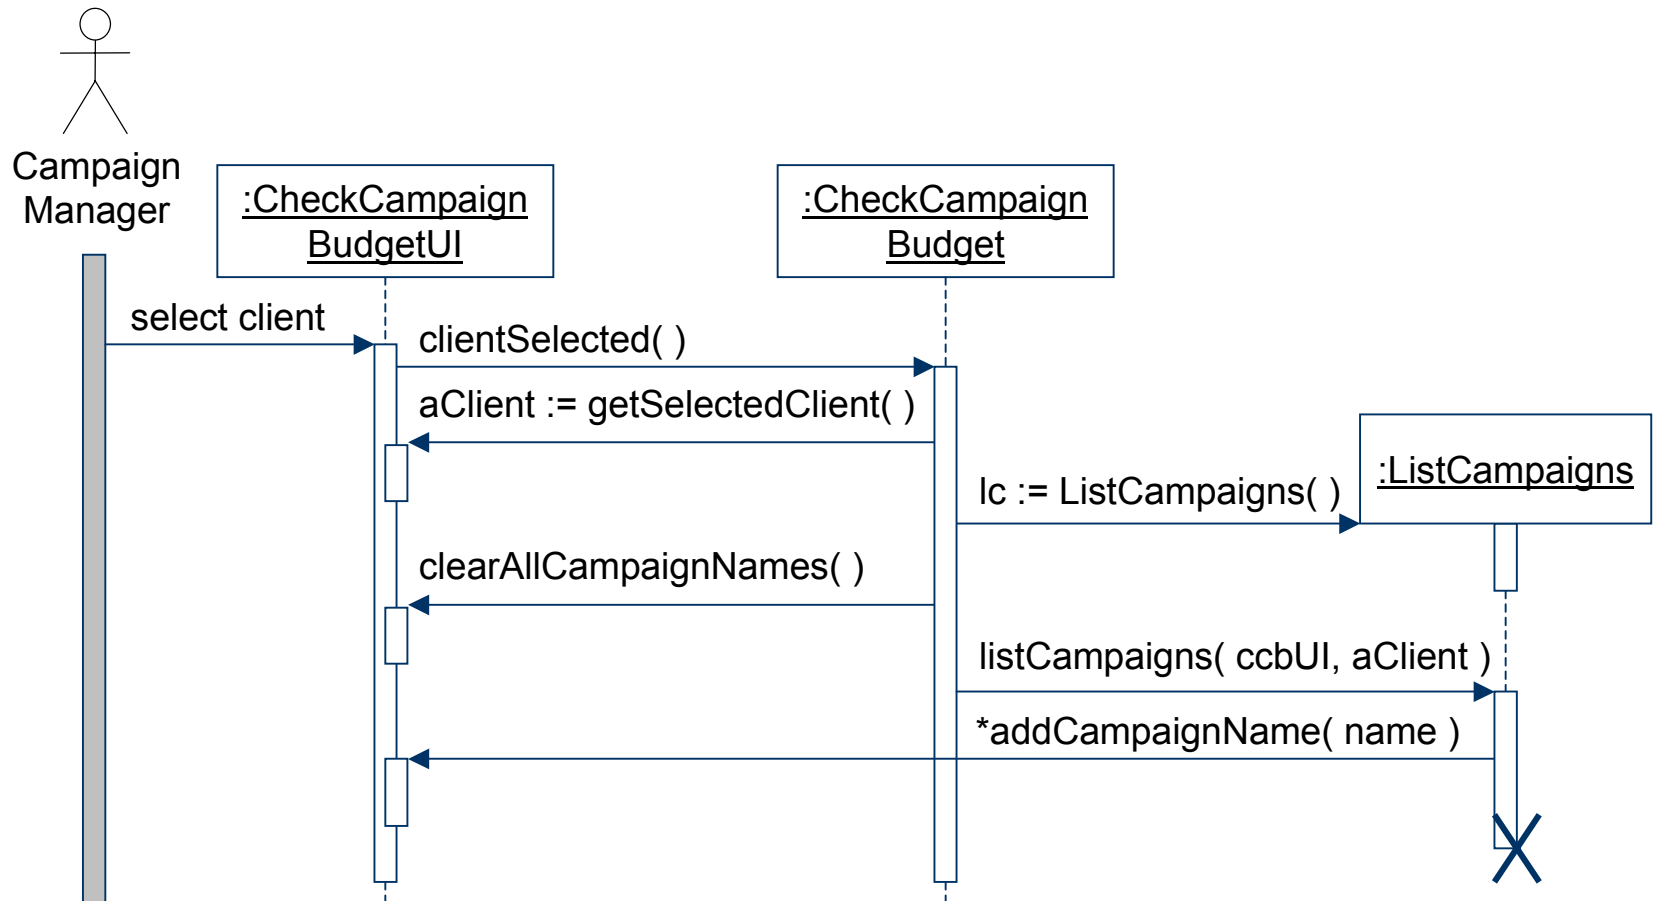 Campaign
Manager
:CheckCampaign
BudgetUI
:CheckCampaign
Budget
select client
clientSelected( )
aClient := getSelectedClient( )
:ListCampaigns
lc := ListCampaigns( )
clearAllCampaignNames( )
listCampaigns( ccbUI, aClient )
*addCampaignName( name )